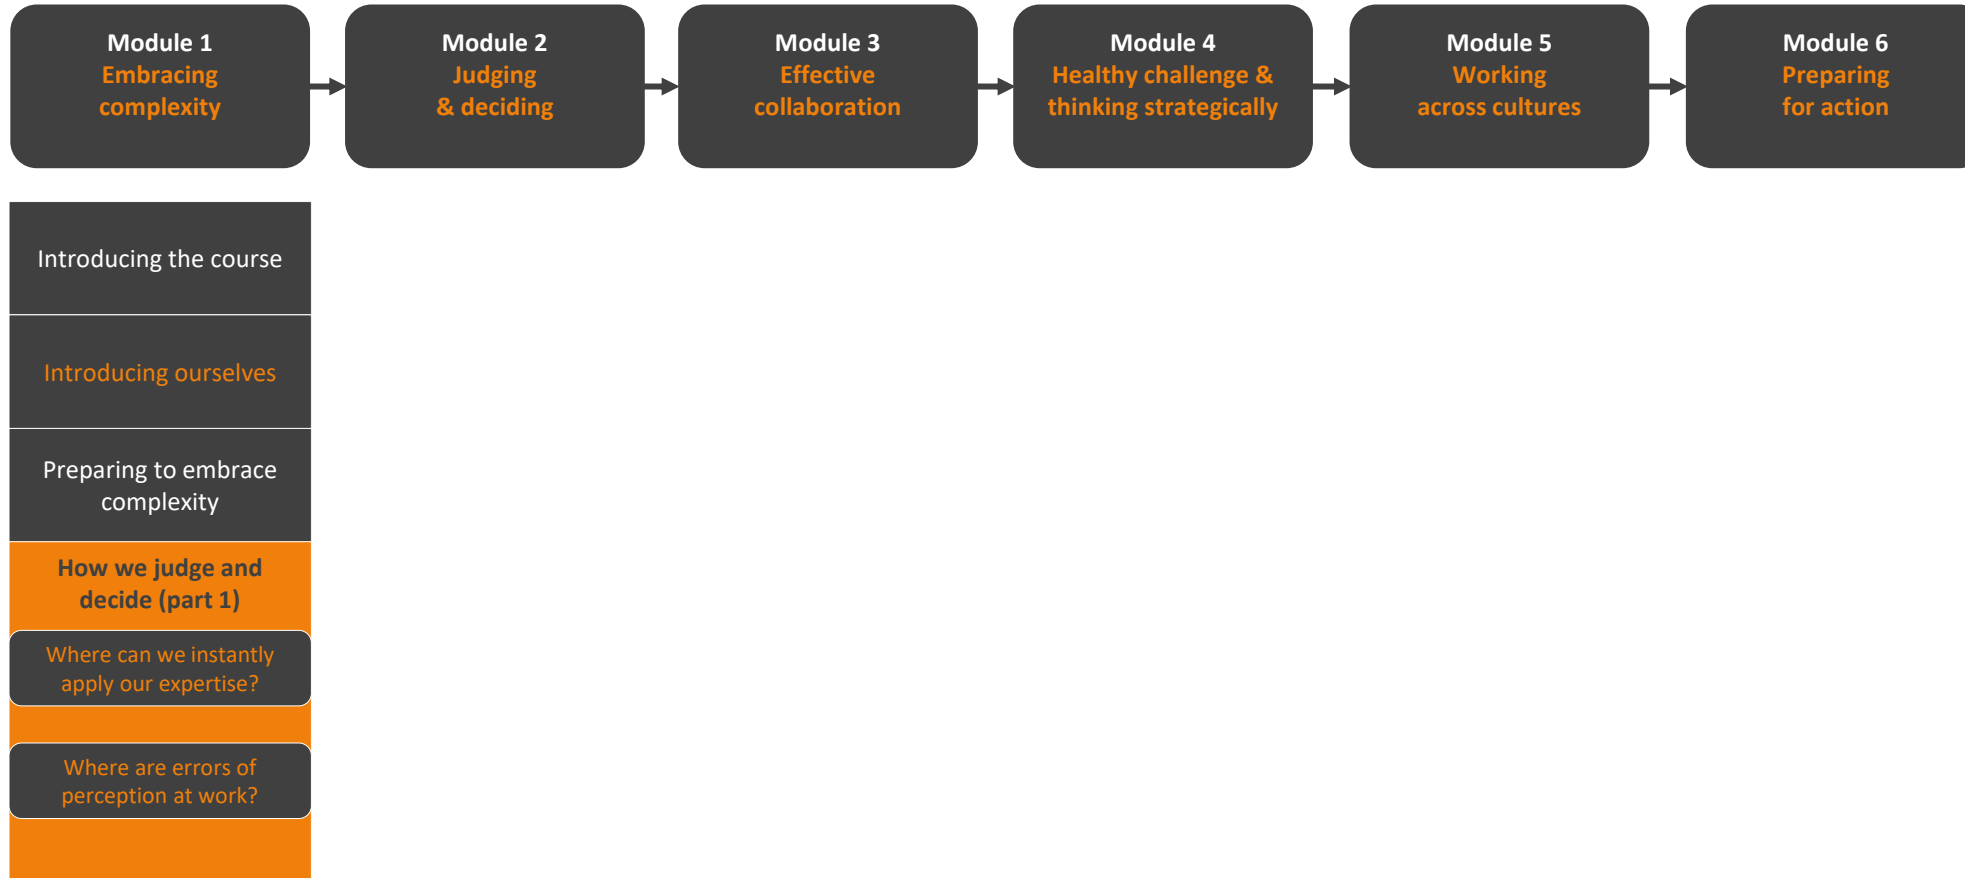 Module 1
Embracing
complexity
Module 2
Judging
& deciding
Module 3
Effective
collaboration
Module 4
Healthy challenge &
thinking strategically
Module 5
Working
across cultures
Module 6
Preparing
for action
Introducing the course
Introducing ourselves
Preparing to embrace
complexity
How we judge and
decide (part 1)
Where can we instantly
apply our expertise?
Where are errors of
perception at work?